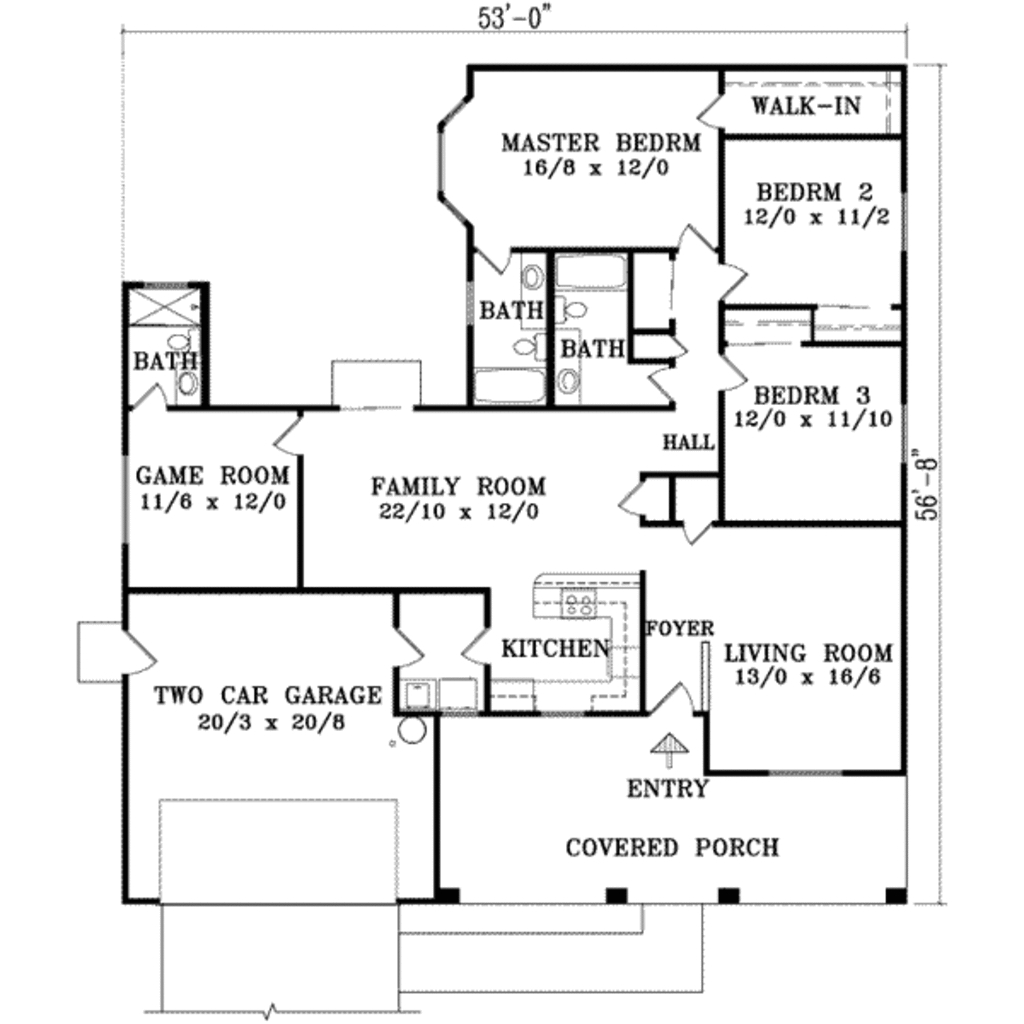 53'-0"
WALK-IN
MASTER BEDRM
16/8 x 12/0
BEDRM 2
12/0 x 11/2
BATH
BATH
BATH
BEDRM 3
12/0 x 11/10
HALL
GAME ROOM
11/6 x 12/0
FAMILY ROOM
22/10 x 12/0
56'-8"
FOYER
KITCHEN
LIVING ROOM
13/0 x 16/6
TWO CAR GARAGE
20/3 x 20/8
ENTRY
COVERED PORCH